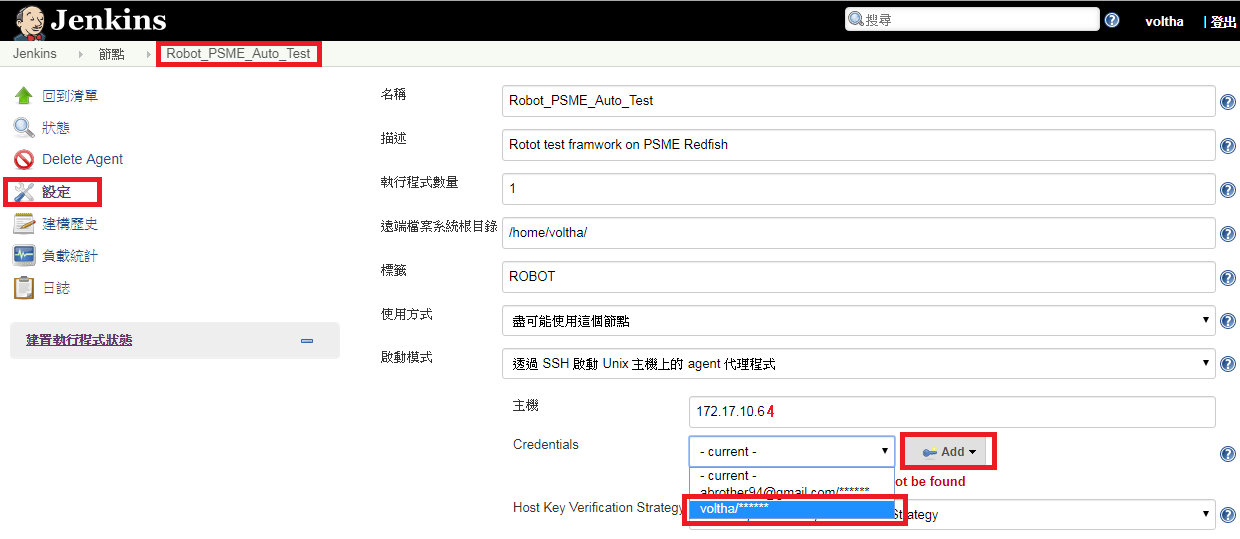 Jenkins
搜尋
voltha
| 登出
Jenkins
節點
Robot_PSME_Auto_Test
回到清單
狀態
Delete Agent
設定
建構歷史
負載統計
日誌
建置執行程式狀態
名稱
Robot_PSME_Auto_Test
描述
Rotot test framwork on PSME Redfish
執行程式數量
1
遠端檔案系統根目錄
/home/voltha/
標籤
ROBOT
使用方式
盡可能使用這個節點
啟動模式
透過 SSH 啟動 Unix 主機上的 agent 代理程式
主機
172.17.10.64
Credentials
- current -
Add
- current -
ot be found
abrother94@gmail.com/******
voltha/******
Host Key Verification Strategy
Strategy